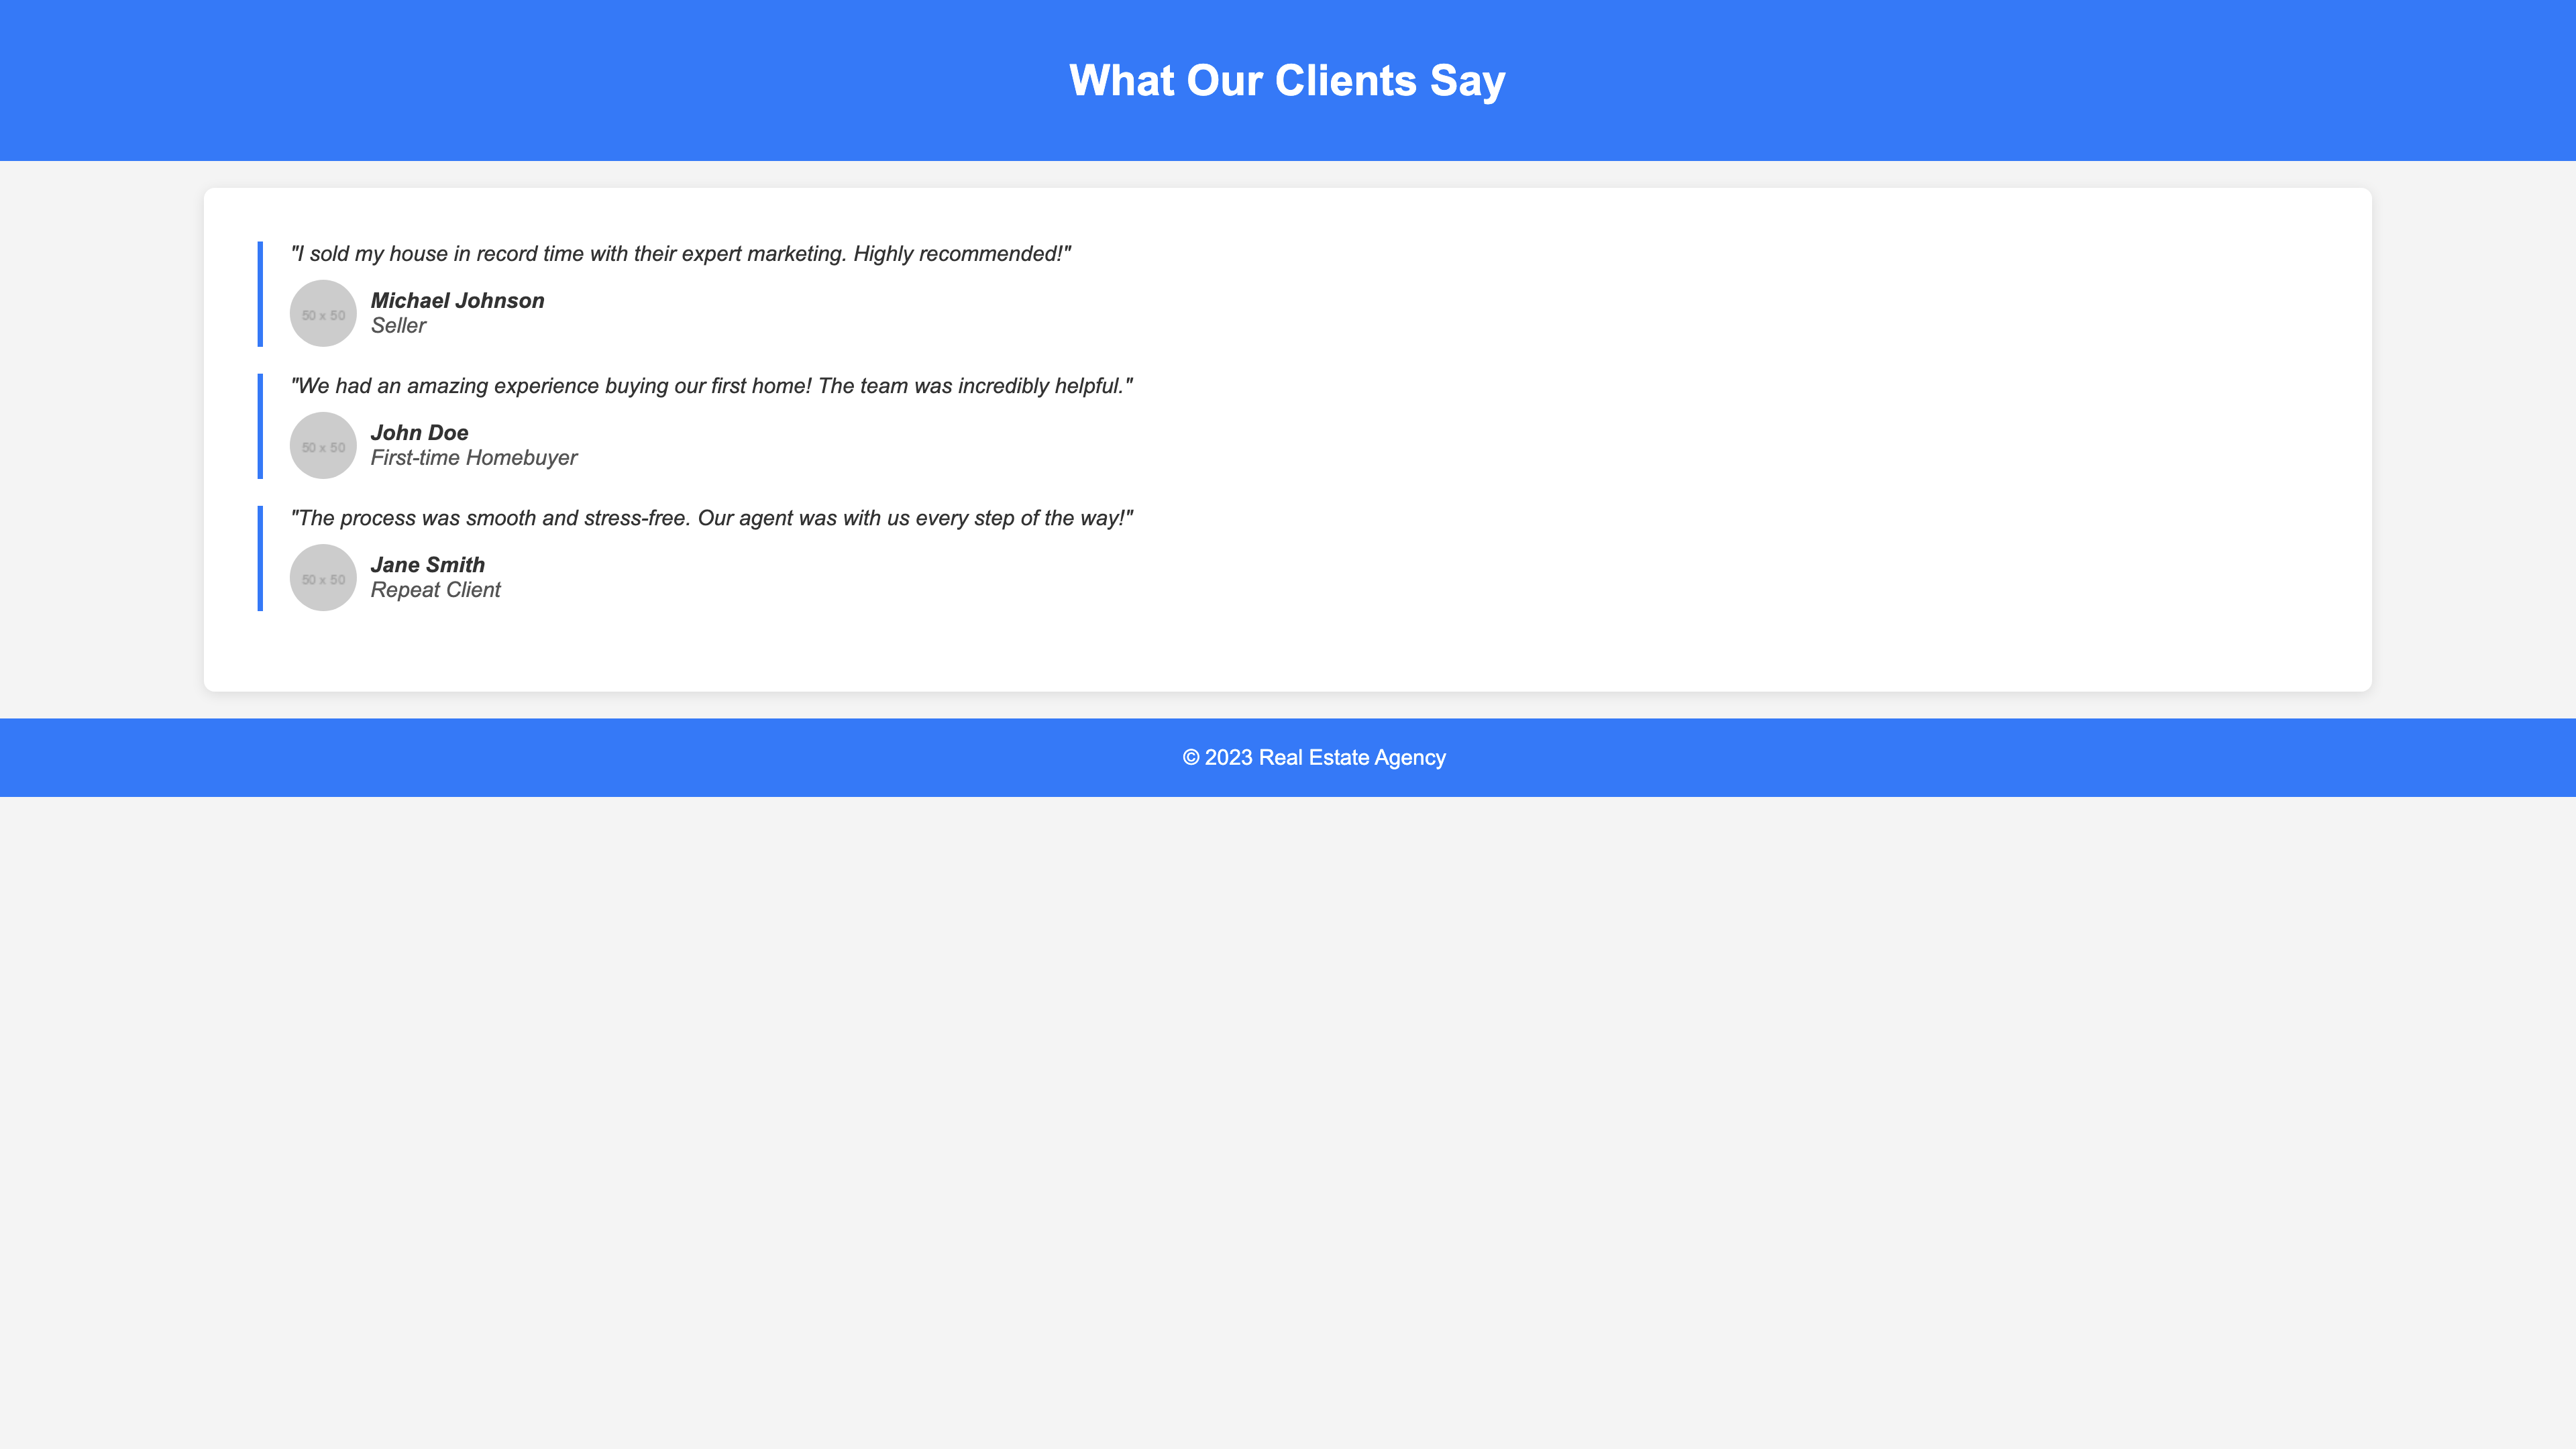 What Our Clients Say
"I sold my house in record time with their expert marketing. Highly recommended!"
50 x 50
Michael Johnson
Seller
"We had an amazing experience buying our first home! The team was incredibly helpful."
50 x 50
John Doe
First-time Homebuyer
"The process was smooth and stress-free. Our agent was with us every step of the way!"
50 x 50
Jane Smith
Repeat Client
© 2023 Real Estate Agency